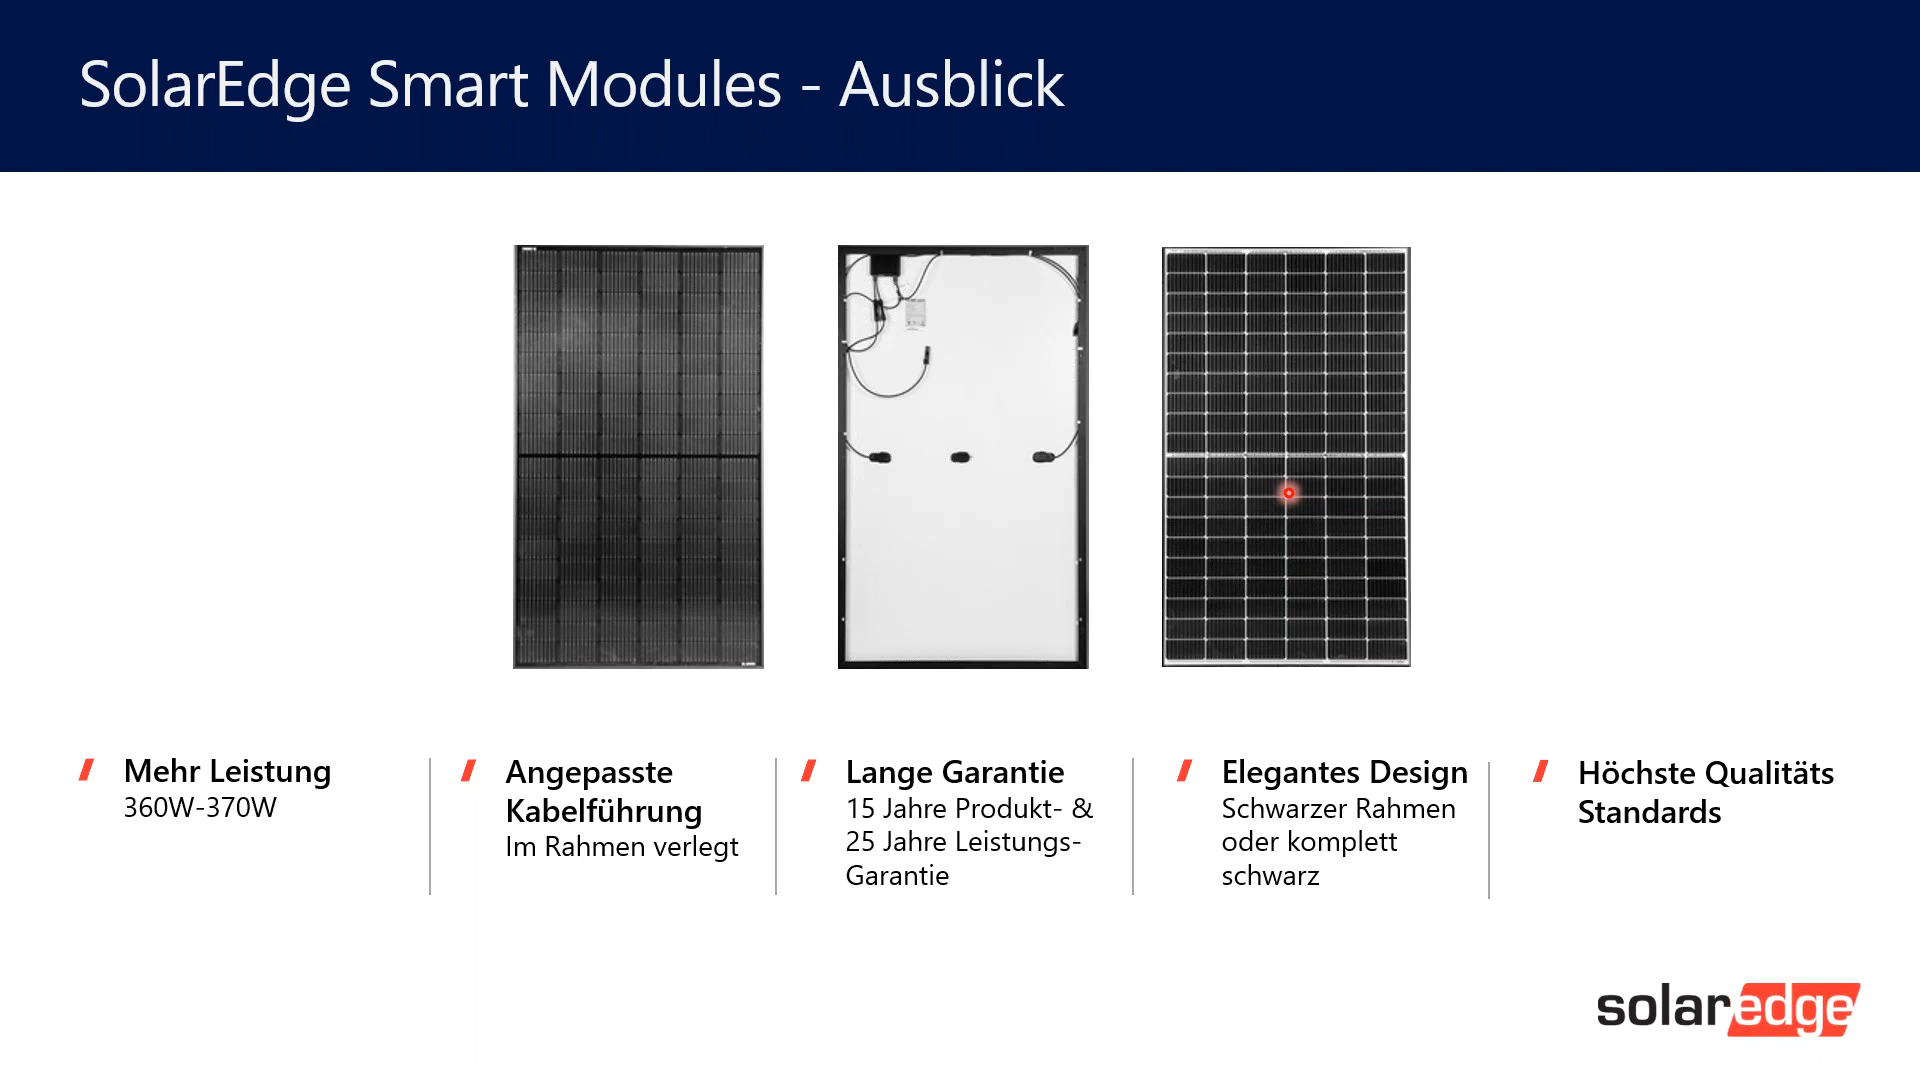 SolarEdge Smart Modules - Ausblick
Mehr Leistung
360W-370W
Angepasste
Kabelführung
Im Rahmen verlegt
Lange Garantie
15 Jahre Produkt- &
25 Jahre Leistungs-
Garantie
Elegantes Design
Schwarzer Rahmen
oder komplett
schwarz
Höchste Qualitäts
Standards
solaredge